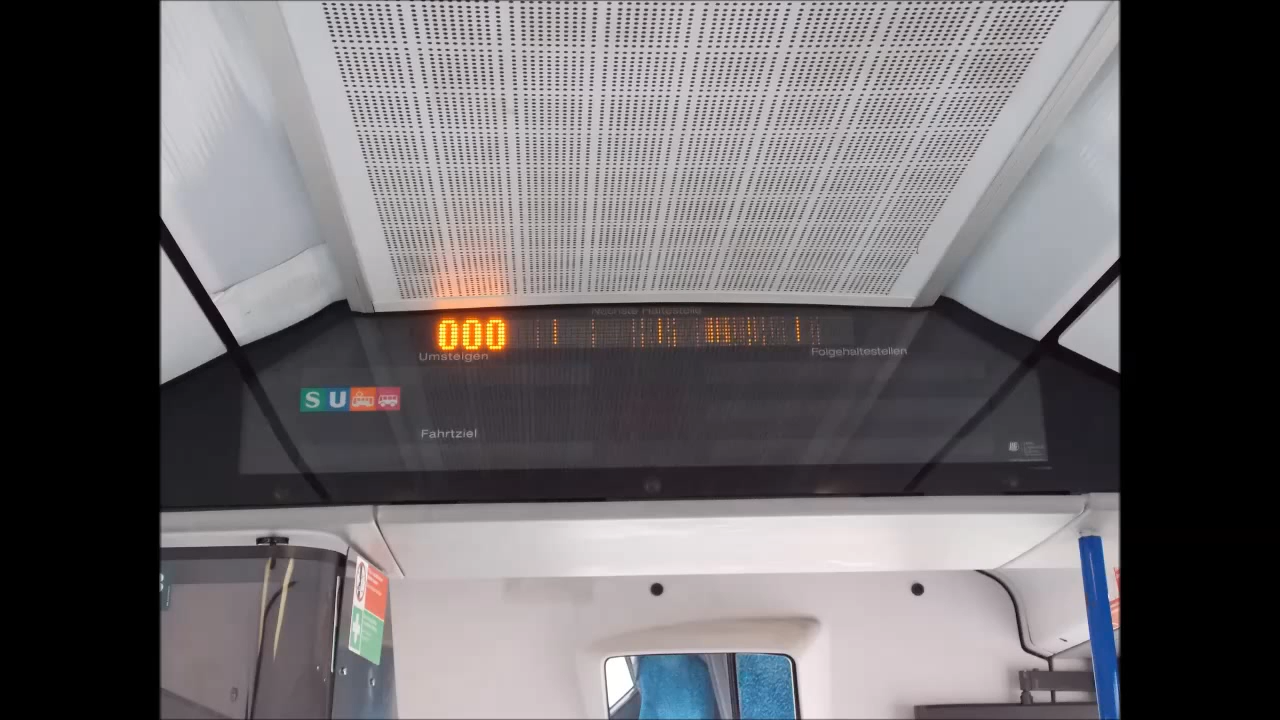 Nächste Haltestelle
000
Umsteigen
Folgehaltestellen
S U
Fahrtziel